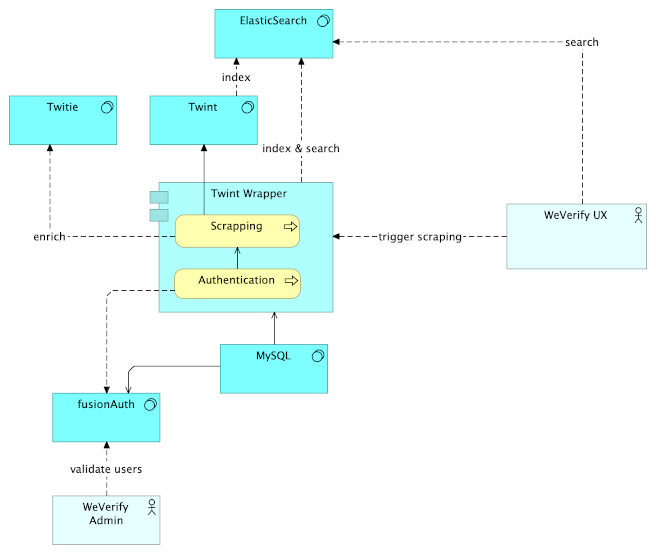 ElasticSearch
search
index
Twitie
Twint
index & search
Twint Wrapper
Scrapping
WeVerify UX
enrich
trigger scraping
Authentication
MySQL
fusionAuth
validate users
WeVerify
Admin